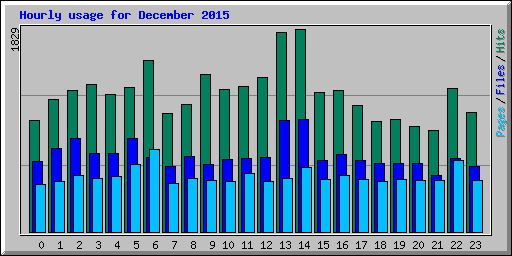 Hourly usage for December 2015
1829
Pages / Files / Hits
0 1 2 3 4 5 6 7 8 9 10 11 12 13 14 15 16 17 18 19 20 21 22 23